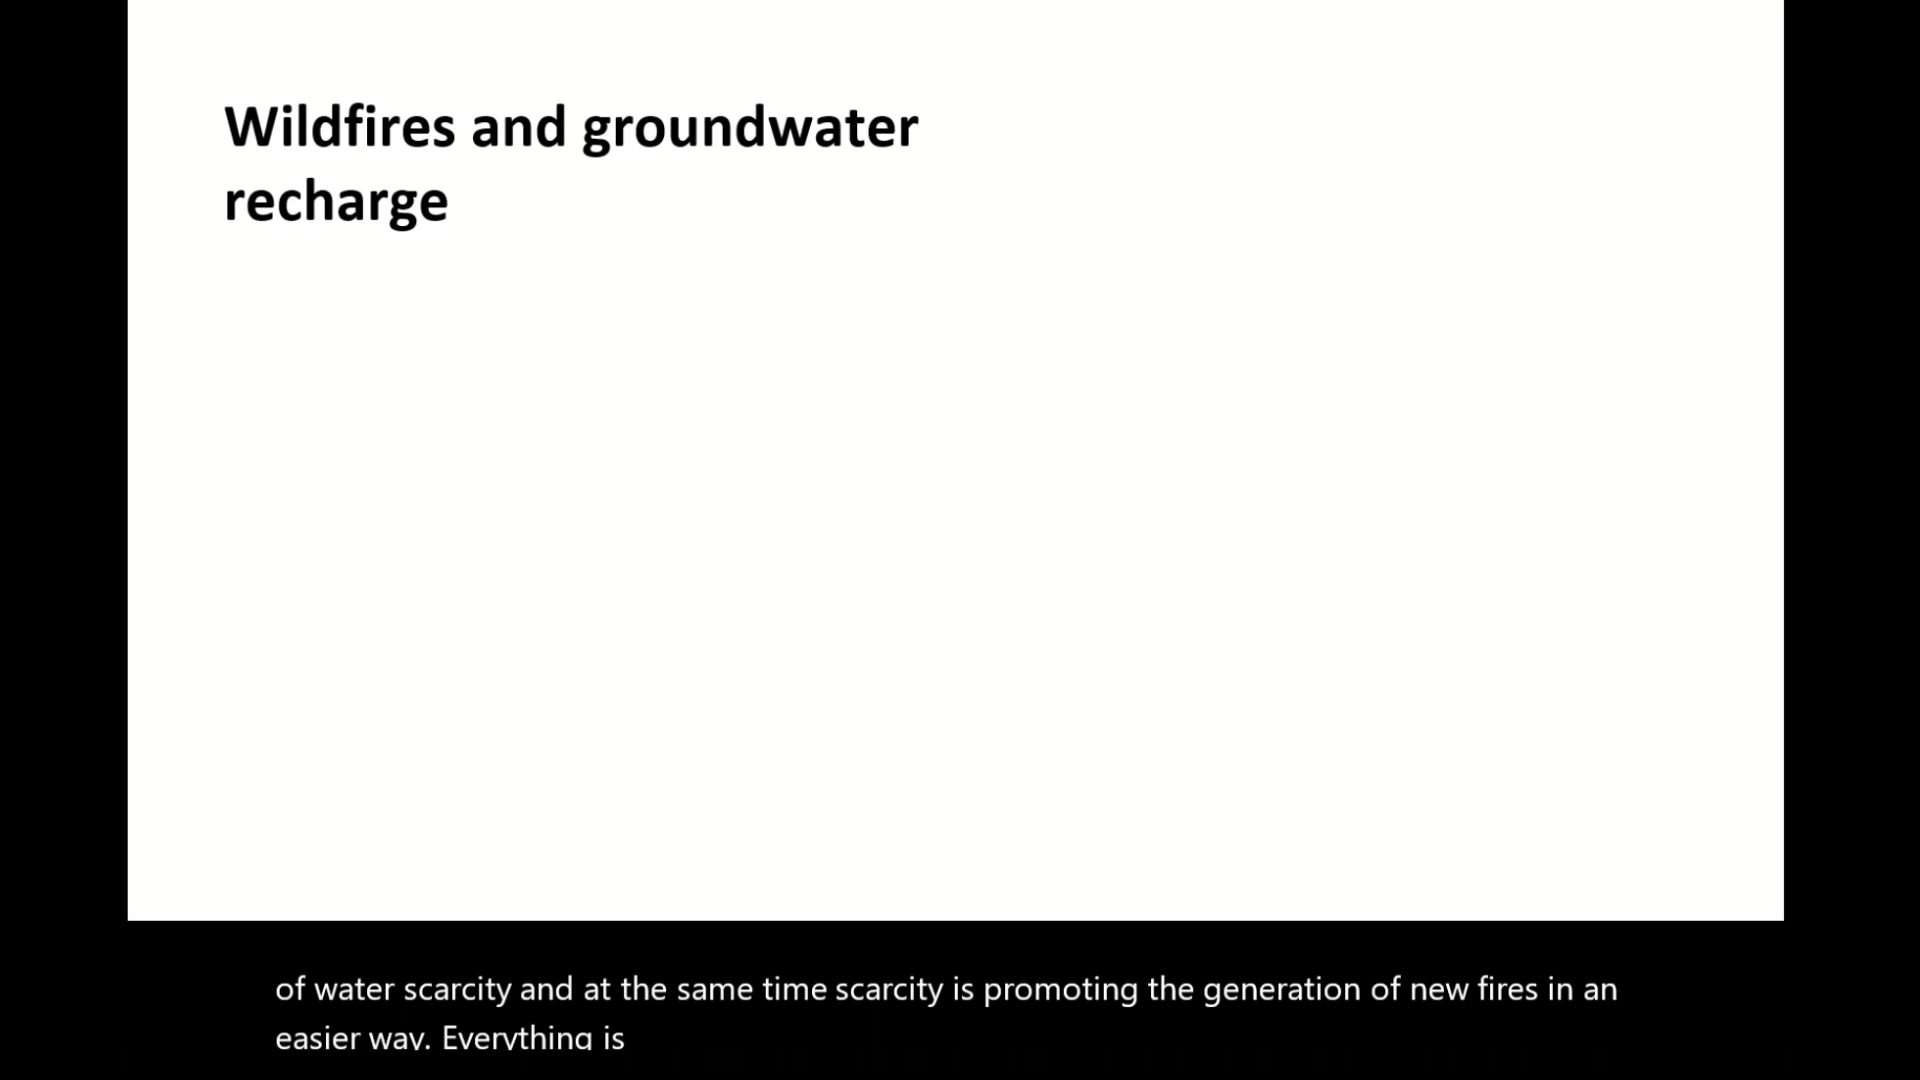 Wildfires and groundwater
recharge
of water scarcity and at the same time scarcity is promoting the generation of new fires in an
easier way. Everything is